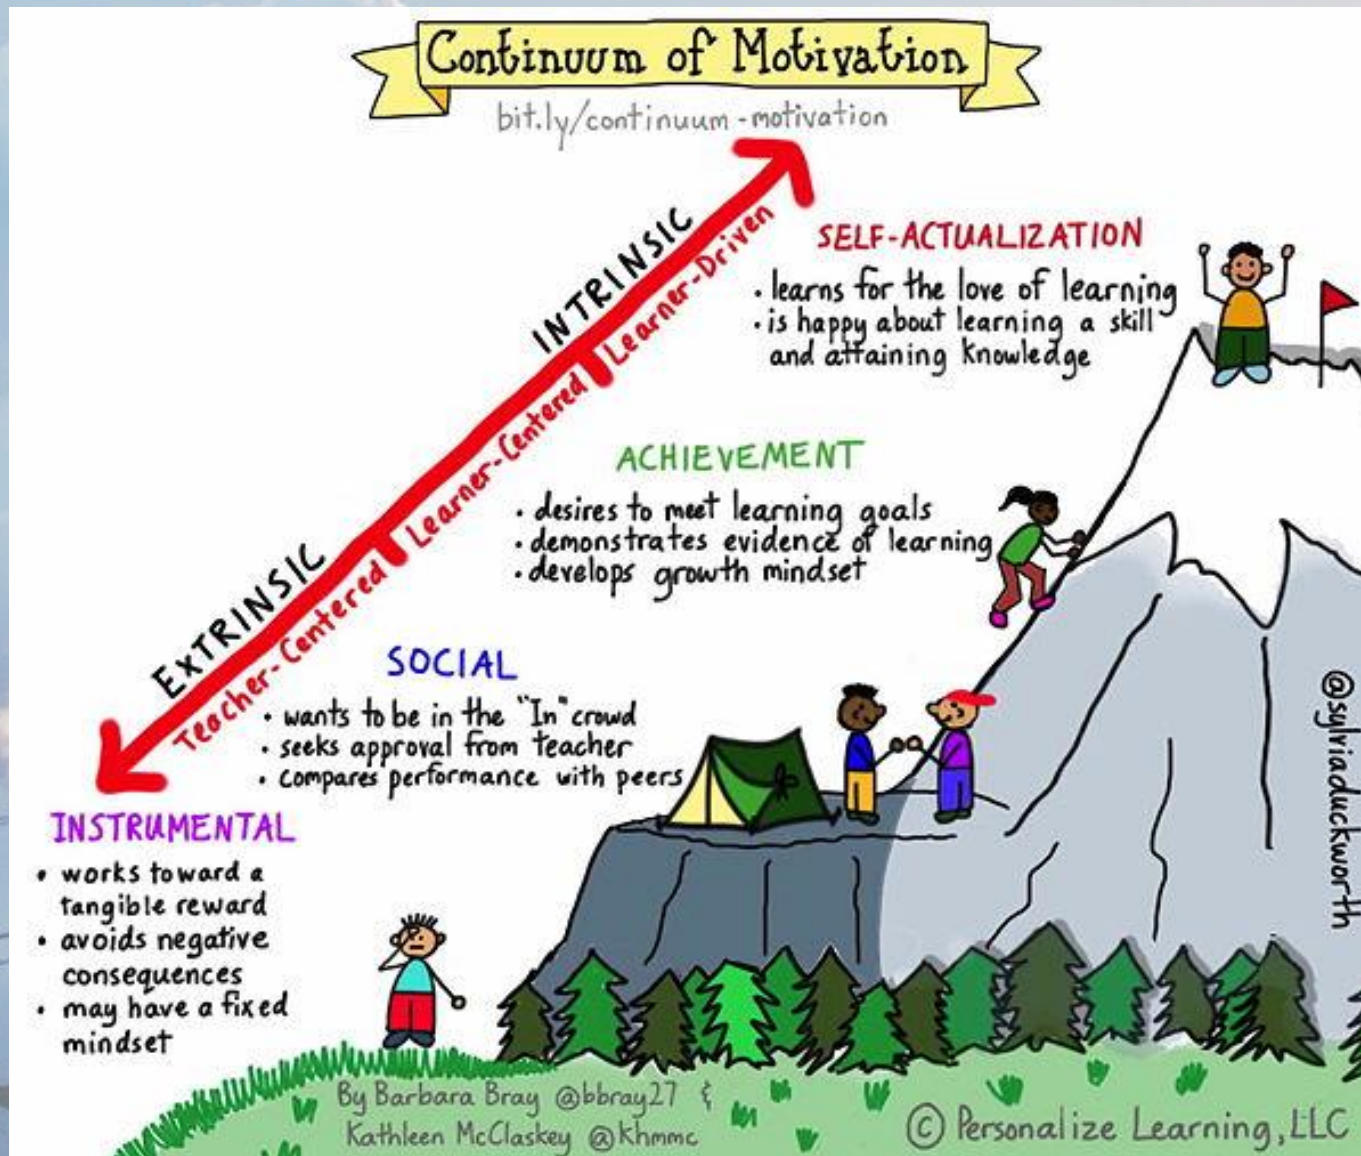 Continuum of Motivation
bit.ly/continuum-motivation
EXTRINSIC
INTRINSIC
Teacher-Centered
Learner-Centered
Learner-Driven
SELF-ACTUALIZATION
• learns for the love of learning
• is happy about learning a skill
and attaining knowledge
ACHIEVEMENT
• desires to meet learning goals
• demonstrates evidence of learning
• develops growth mindset
SOCIAL
• wants to be in the "In" crowd
• seeks approval from teacher
• compares performance with peers
INSTRUMENTAL
• works toward a
tangible reward
• avoids negative
consequences
• may have a fixed
mindset
@sylviaduckworth
By Barbara Bray @bbray27 &
Kathleen McClaskey @khmmc
© Personalize Learning, LLC